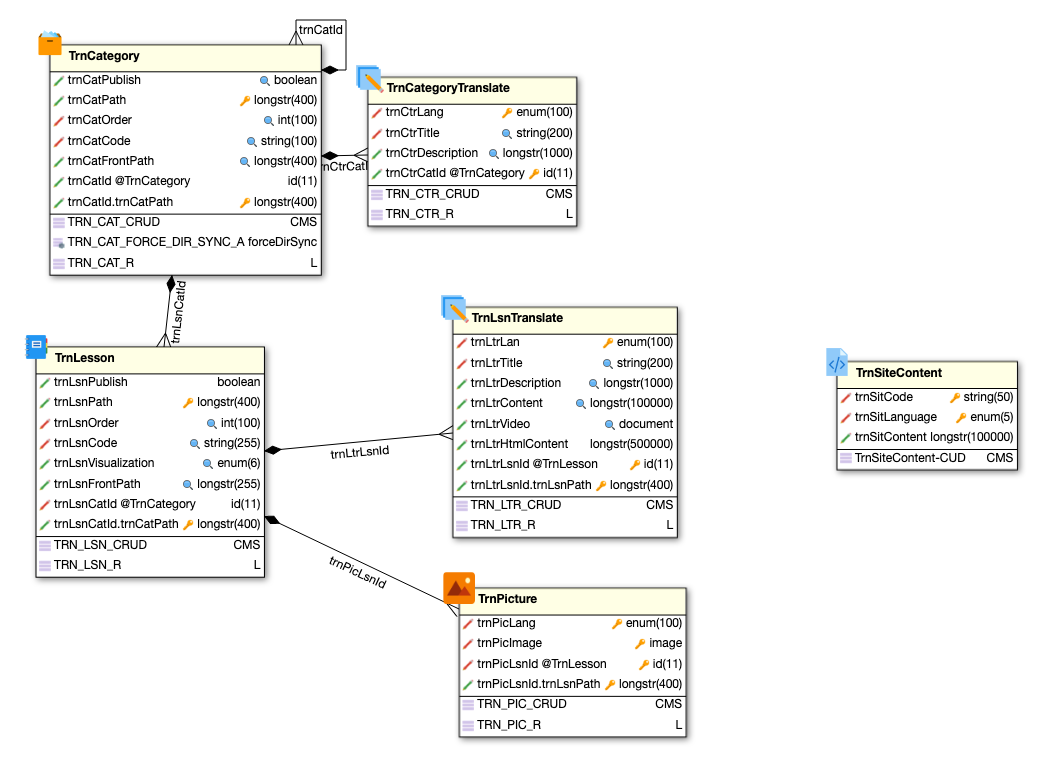 trnCatId
TrnCategory
trnCatPublish boolean
trnCatPath longstr(400)
trnCatOrder int(100)
trnCatCode string(100)
trnCatFrontPath longstr(400)
trnCatId @TrnCategory id(11)
trnCatId.trnCatPath longstr(400)
TRN_CAT_CRUD CMS
TRN_CAT_FORCE_DIR_SYNC_A forceDirSync
TRN_CAT_R L
TrnCategoryTranslate
trnCtrLang enum(100)
trnCtrTitle string(200)
trnCtrDescription longstr(1000)
trnCtrCatId @TrnCategory id(11)
TRN_CTR_CRUD CMS
TRN_CTR_R L
trnLsnCatId
TrnLesson
trnLsnPublish boolean
trnLsnPath longstr(400)
trnLsnOrder int(100)
trnLsnCode string(255)
trnLsnVisualization enum(6)
trnLsnFrontPath longstr(255)
trnLsnCatId @TrnCategory id(11)
trnLsnCatId.trnCatPath longstr(400)
TRN_LSN_CRUD CMS
TRN_LSN_R L
trnLtrLsnId
TrnLsnTranslate
trnLtrLan enum(100)
trnLtrTitle string(200)
trnLtrDescription longstr(1000)
trnLtrContent longstr(100000)
trnLtrVideo document
trnLtrHtmlContent longstr(500000)
trnLtrLsnId @TrnLesson id(11)
trnLtrLsnId.trnLsnPath longstr(400)
TRN_LTR_CRUD CMS
TRN_LTR_R L
TrnSiteContent
trnSitCode string(50)
trnSitLanguage enum(5)
trnSitContent longstr(100000)
TrnSiteContent-CUD CMS
trnPicLsnId
TrnPicture
trnPicLang enum(100)
trnPicImage image
trnPicLsnId @TrnLesson id(11)
trnPicLsnId.trnLsnPath longstr(400)
TRN_PIC_CRUD CMS
TRN_PIC_R L